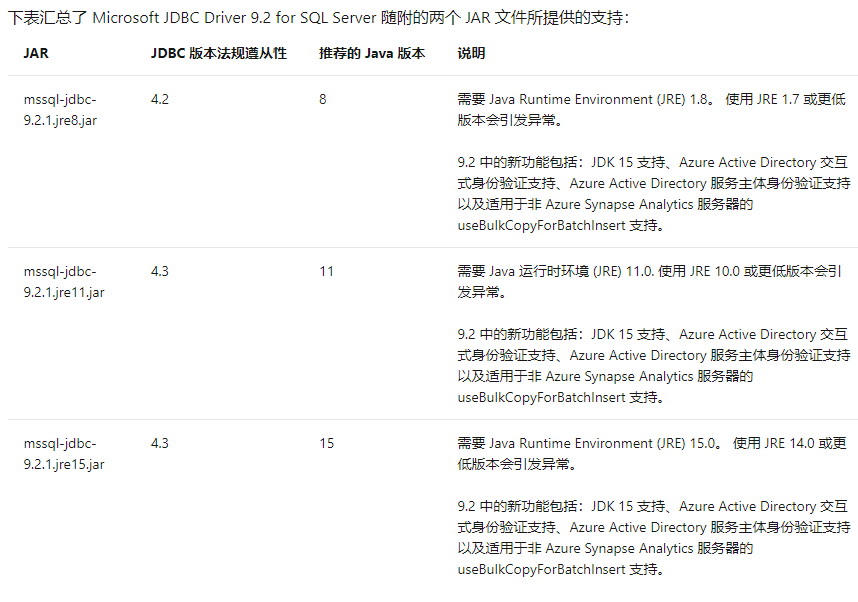 下表汇总了 Microsoft JDBC Driver 9.2 for SQL Server 随附的两个 JAR 文件所提供的支持：
JAR JDBC 版本法规遵从性 推荐的 Java 版本 说明
mssql-jdbc- 4.2 8 需要 Java Runtime Environment (JRE) 1.8。 使用 JRE 1.7 或更低
9.2.1.jre8.jar 版本会引发异常。
9.2 中的新功能包括：JDK 15 支持、Azure Active Directory 交互
式身份验证支持、Azure Active Directory 服务主体身份验证支持
以及适用于非 Azure Synapse Analytics 服务器的
useBulkCopyForBatchInsert 支持。
mssql-jdbc- 4.3 11 需要 Java 运行时环境 (JRE) 11.0. 使用 JRE 10.0 或更低版本会引
9.2.1.jre11.jar 发异常。
9.2 中的新功能包括：JDK 15 支持、Azure Active Directory 交互
式身份验证支持、Azure Active Directory 服务主体身份验证支持
以及适用于非 Azure Synapse Analytics 服务器的
useBulkCopyForBatchInsert 支持。
mssql-jdbc- 4.3 15 需要 Java Runtime Environment (JRE) 15.0。 使用 JRE 14.0 或更
9.2.1.jre15.jar 低版本会引发异常。
9.2 中的新功能包括：JDK 15 支持、Azure Active Directory 交互
式身份验证支持、Azure Active Directory 服务主体身份验证支持
以及适用于非 Azure Synapse Analytics 服务器的
useBulkCopyForBatchInsert 支持。